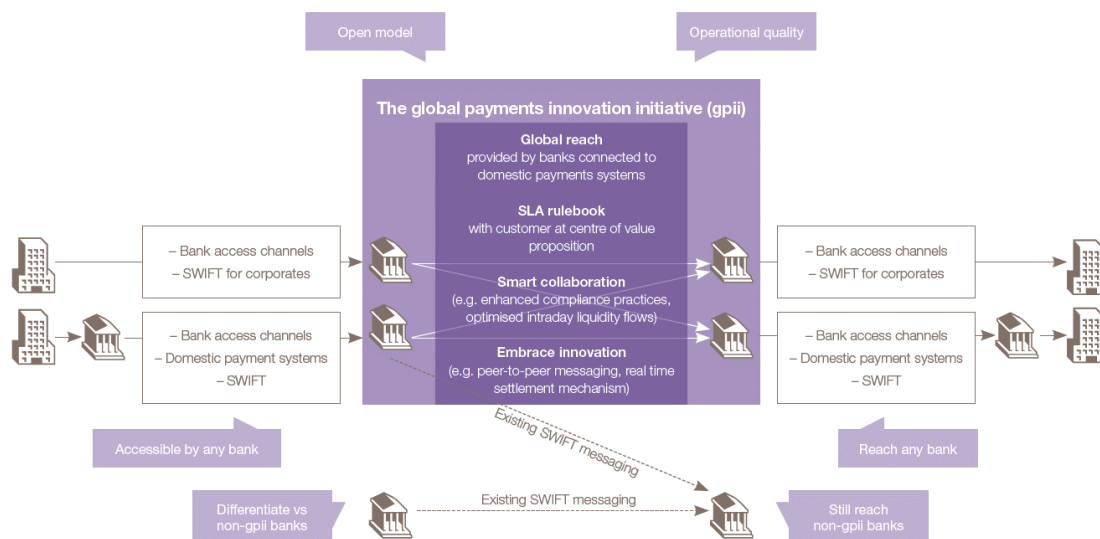 Open model
Operational quality
The global payments innovation initiative (gpii)
Global reach
provided by banks connected to
domestic payments systems
SLA rulebook
with customer at centre of value
proposition
Smart collaboration
(e.g. enhanced compliance practices,
optimised intraday liquidity flows)
Embrace innovation
(e.g. peer-to-peer messaging, real time
settlement mechanism)
– Bank access channels
– SWIFT for corporates
– Bank access channels
– Domestic payment systems
– SWIFT
– Bank access channels
– SWIFT for corporates
– Bank access channels
– Domestic payment systems
– SWIFT
Accessible by any bank
Existing SWIFT messaging
Reach any bank
Differentiate vs
non-gpii banks
Existing SWIFT messaging
Still reach
non-gpii banks